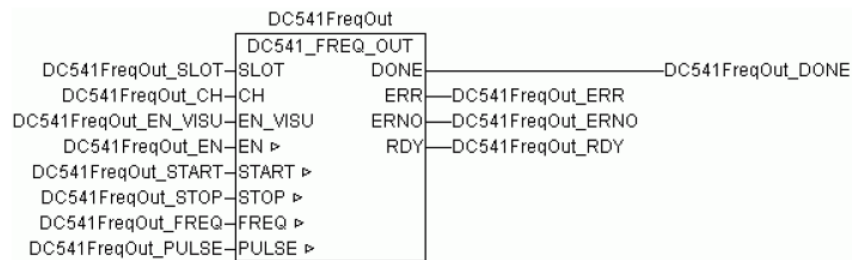 DC541FreqOut
DC541_FREQ_OUT
DC541FreqOut_SLOT SLOT DONE DC541FreqOut_DONE
DC541FreqOut_CH CH ERR DC541FreqOut_ERR
DC541FreqOut_EN_VISU EN_VISU ERNO DC541FreqOut_ERNO
DC541FreqOut_EN EN ▹ RDY DC541FreqOut_RDY
DC541FreqOut_START START ▹
DC541FreqOut_STOP STOP ▹
DC541FreqOut_FREQ FREQ ▹
DC541FreqOut_PULSE PULSE ▹